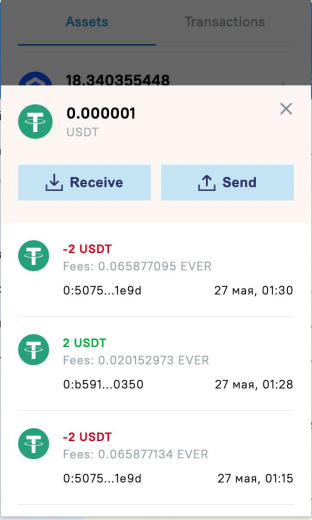 Assets Transactions
18.340355448
0.000001
USDT
Receive Send
-2 USDT
Fees: 0.065877095 EVER
0:5075...1e9d 27 мая, 01:30
2 USDT
Fees: 0.020152973 EVER
0:b591...0350 27 мая, 01:28
-2 USDT
Fees: 0.065877134 EVER
0:5075...1e9d 27 мая, 01:15